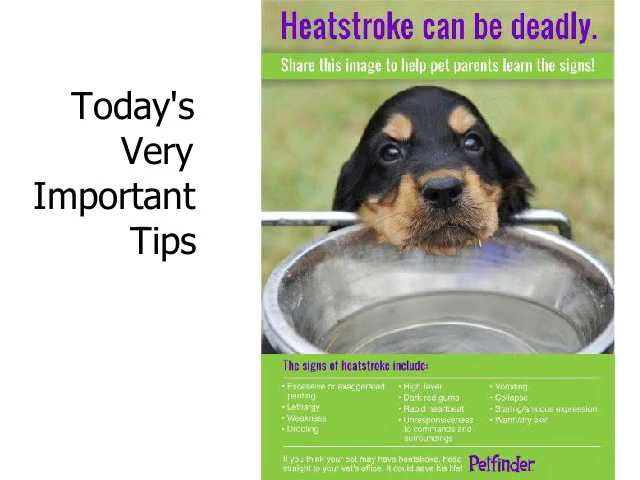 Today's
Very
Important
Tips
Heatstroke can be deadly.
Share this image to help pet parents learn the signs!
The signs of heatstroke include:
• Excessive or exaggerated
panting
• Lethargy
• Weakness
• Drooling
• High fever
• Dark red gums
• Rapid heartbeat
• Unresponsiveness
to commands and
surroundings
• Vomiting
• Collapse
• Staring/anxious expression
• Warm/dry skin
If you think your pet may have heatstroke, head
straight to your vet's office. It could save his life!
Petfinder